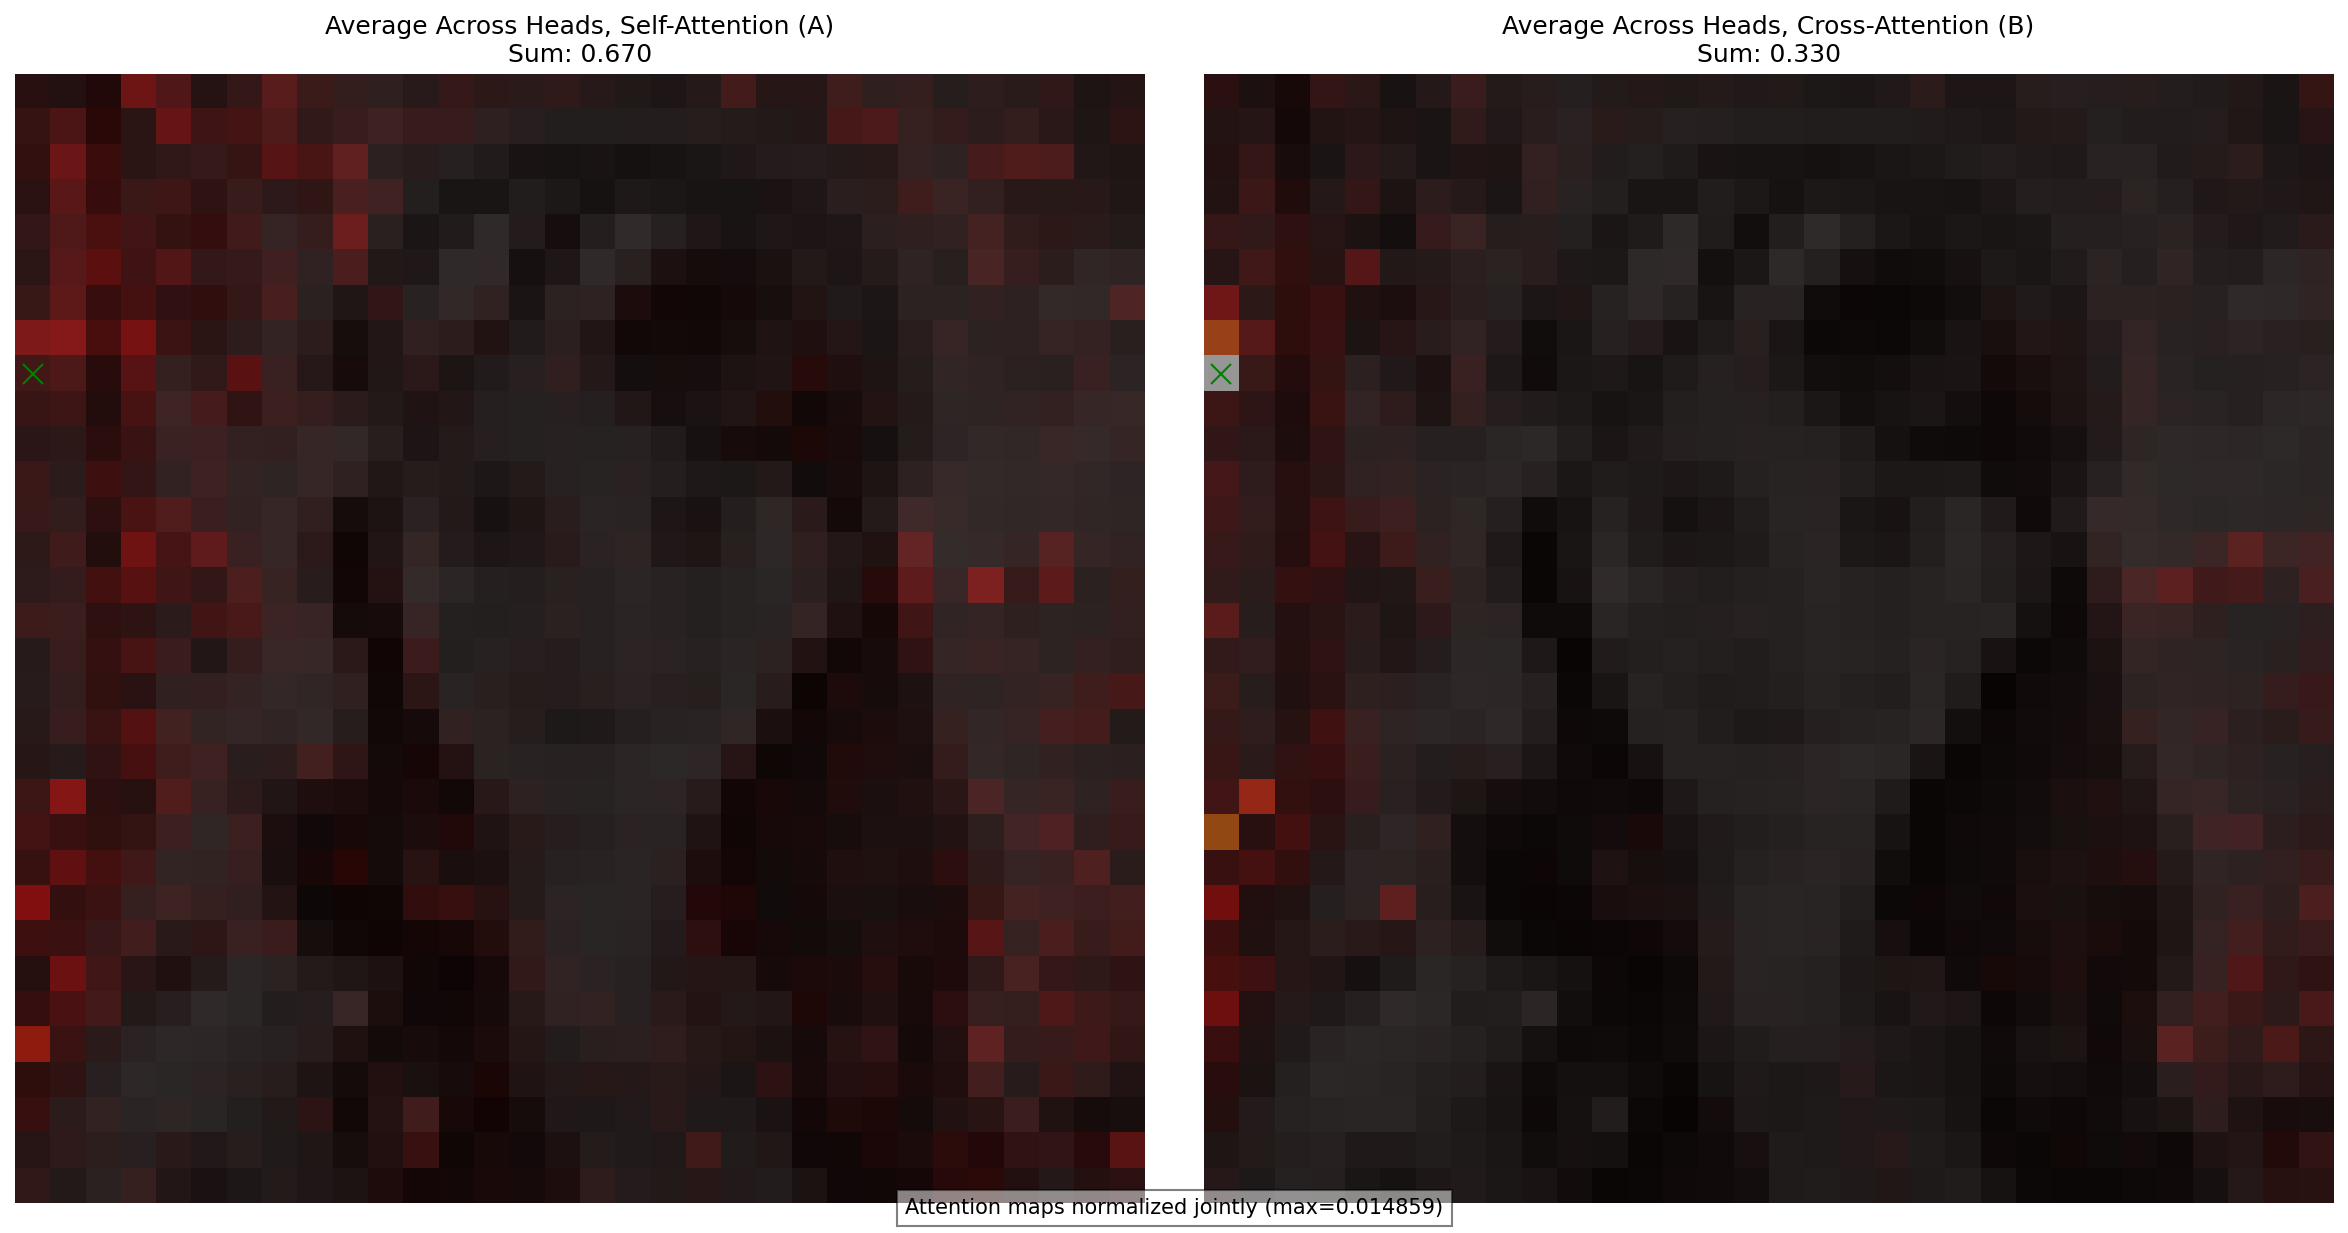 Average Across Heads, Self-Attention (A)
Sum: 0.670
Average Across Heads, Cross-Attention (B)
Sum: 0.330
Attention maps normalized jointly (max=0.014859)